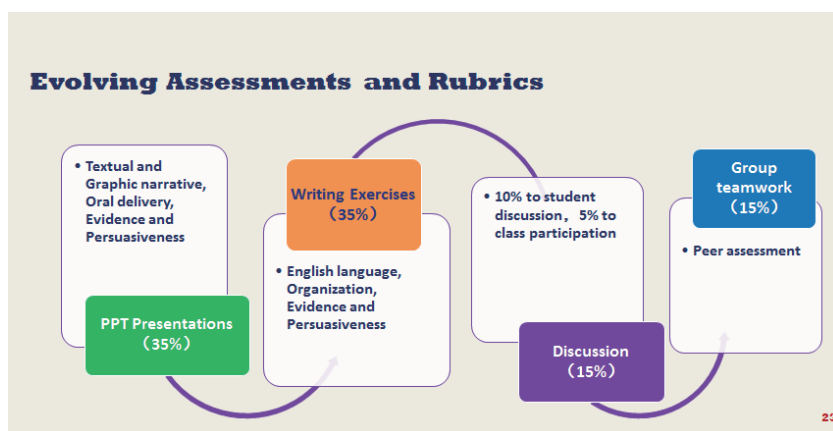 Evolving Assessments and Rubrics
• Textual and
Graphic narrative,
Oral delivery,
Evidence and
Persuasiveness
PPT Presentations
（35%）
Writing Exercises
（35%）
• English language,
Organization,
Evidence and
Persuasiveness
• 10% to student
discussion， 5% to
class participation
Discussion
（15%）
Group
teamwork
（15%）
• Peer assessment
23